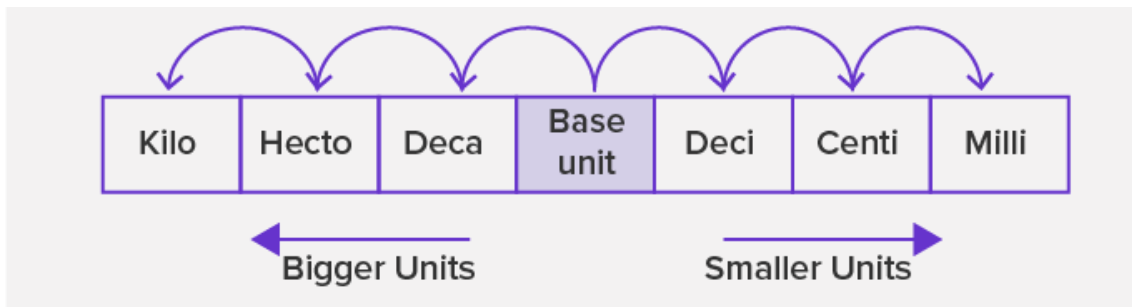 Kilo Hecto Deca Base unit Deci Centi Milli
Bigger Units Smaller Units